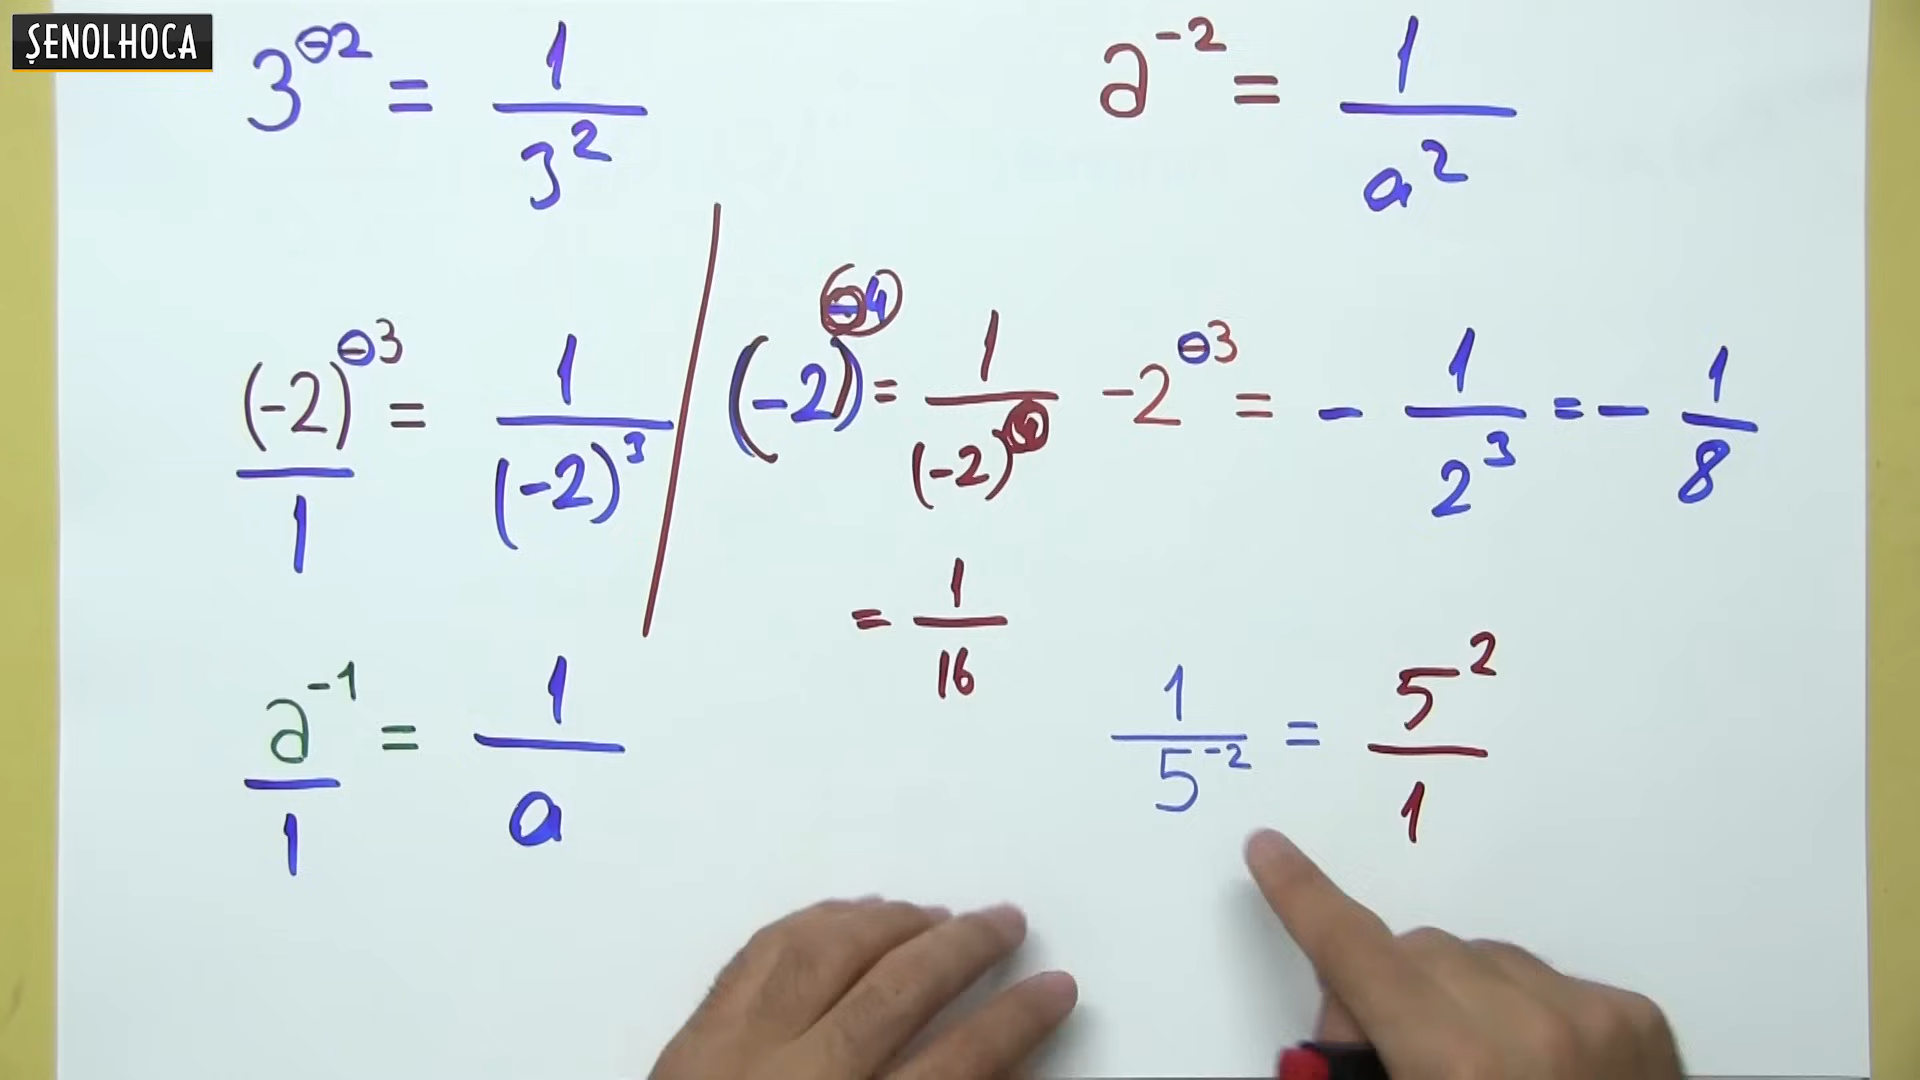 ŞENOLHOCA
3^-2 = 1/3^2
a^-2 = 1/a^2
(-2)^-3/1 = 1/(-2)^3
(-2)^-4 = 1/(-2)^4
= 1/16
-2^-3 = - 1/2^3 = - 1/8
a^-1/1 = 1/a
1/5^-2 = 5^2/1